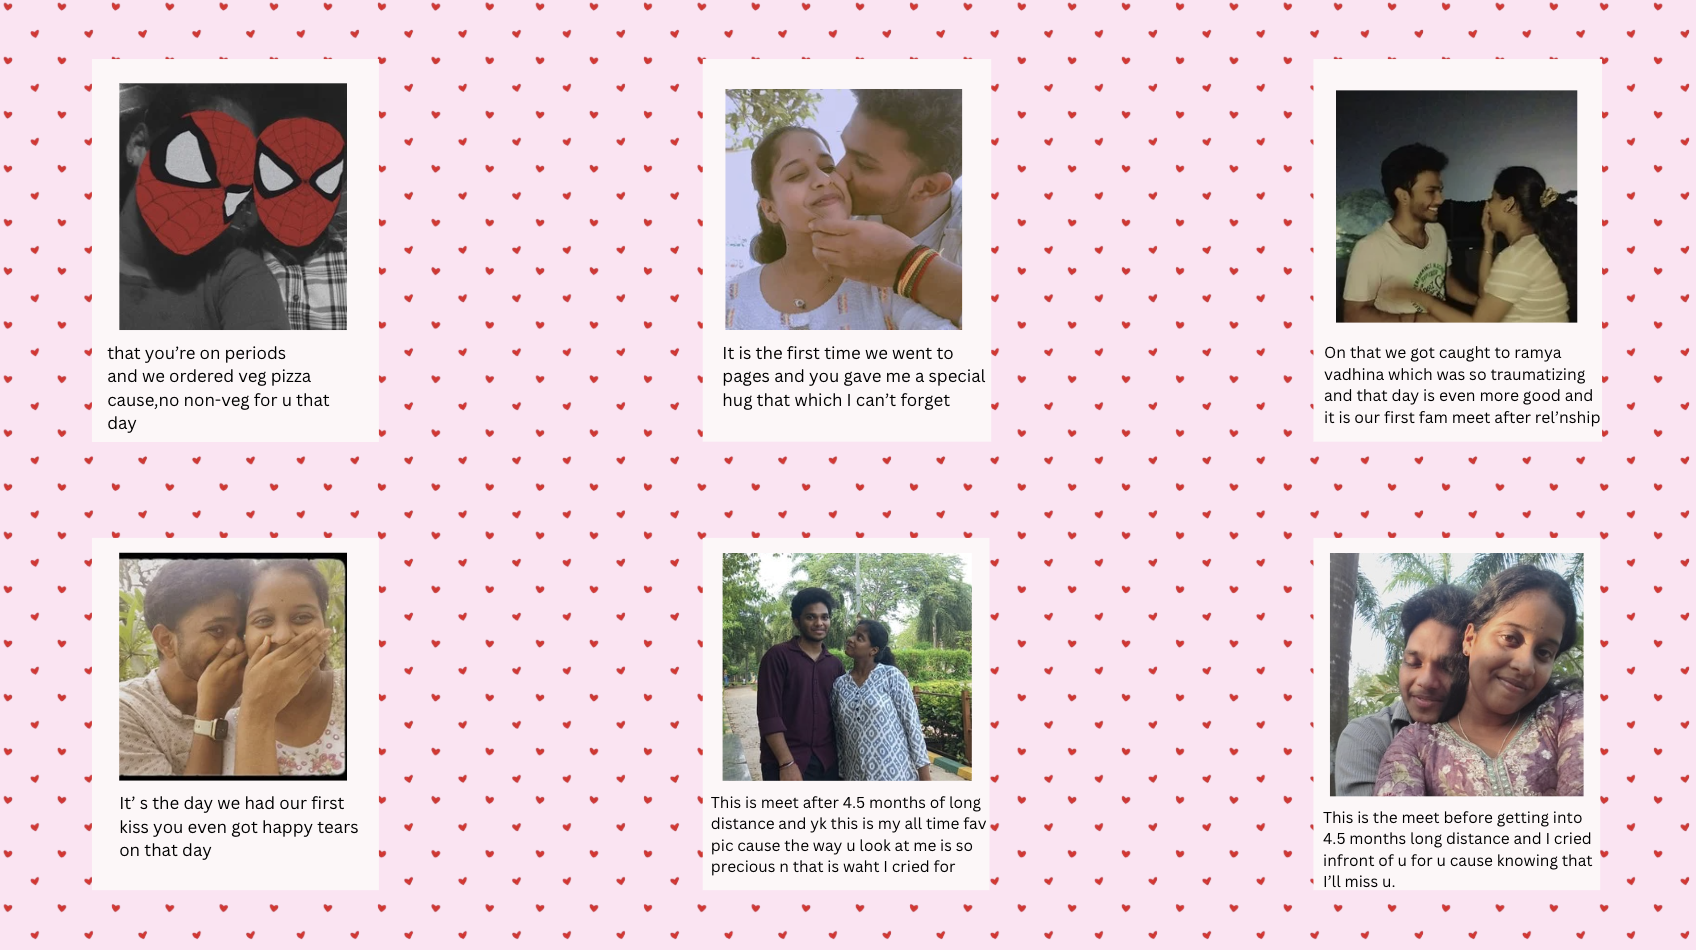 that you're on periods
and we ordered veg pizza
cause,no non-veg for u that
day
It is the first time we went to
pages and you gave me a special
hug that which I can't forget
On that we got caught to ramya
vadhina which was so traumatizing
and that day is even more good and
it is our first fam meet after rel'nship
It' s the day we had our first
kiss you even got happy tears
on that day
This is meet after 4.5 months of long
distance and yk this is my all time fav
pic cause the way u look at me is so
precious n that is waht I cried for
This is the meet before getting into
4.5 months long distance and I cried
infront of u for u cause knowing that
I'll miss u.